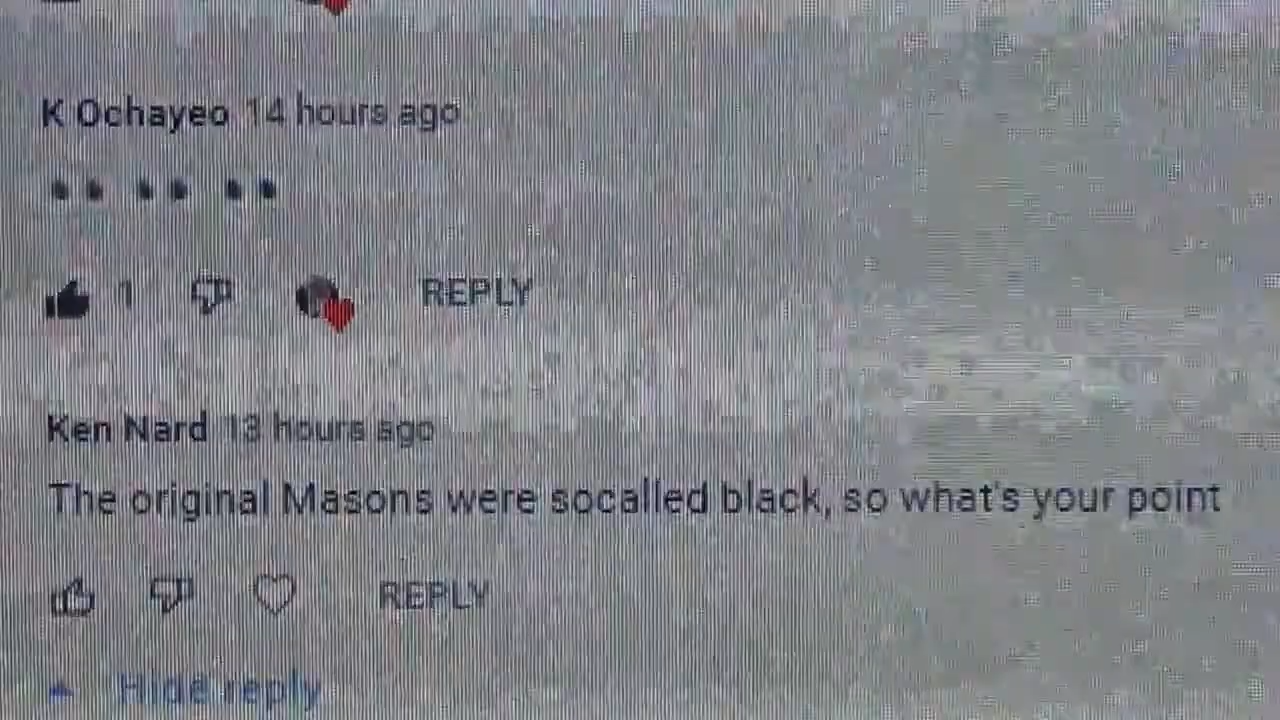 K Ochayeo 14 hours ago
1
REPLY
Ken Nard 13 hours ago
The original Masons were socalled black, so what's your point
REPLY
Hide reply